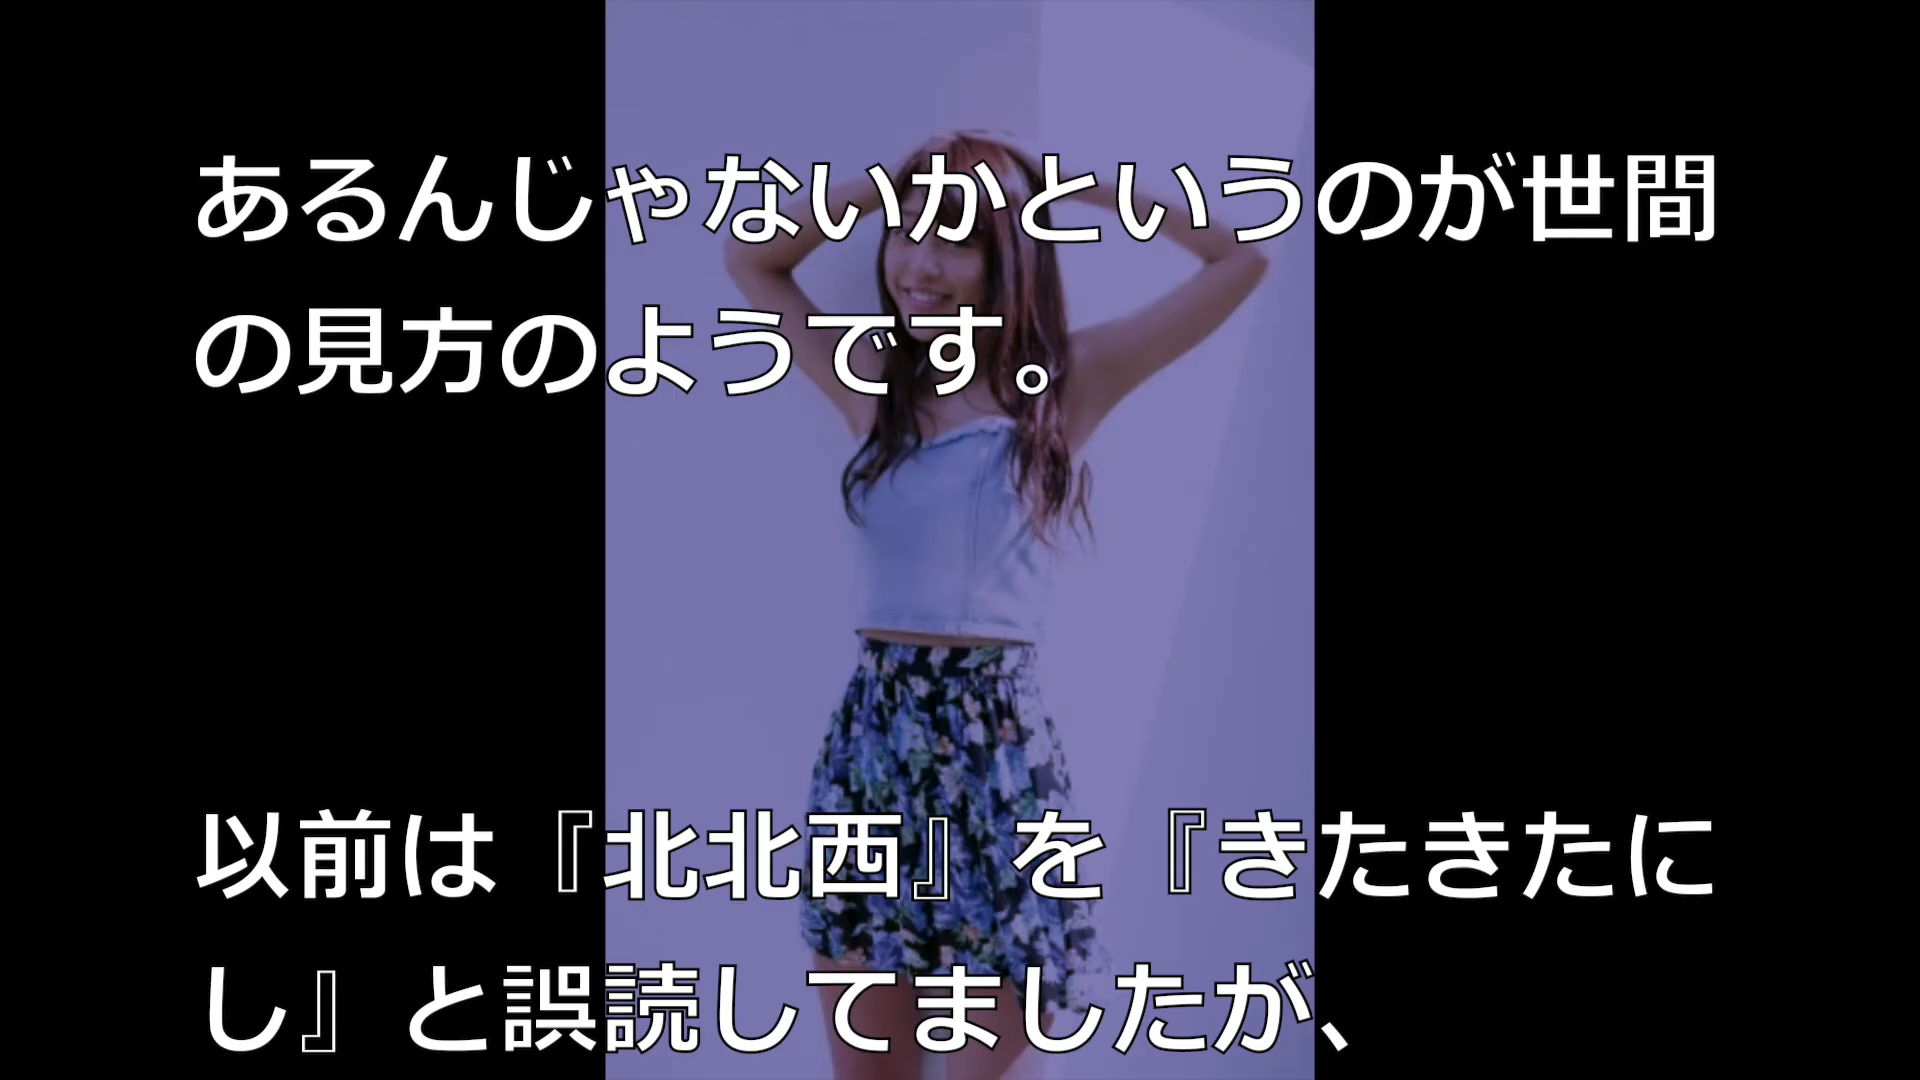 あるんじゃないかというのが世間
の見方のようです。
以前は『北北西』を『きたきたに
し』と誤読してましたが、